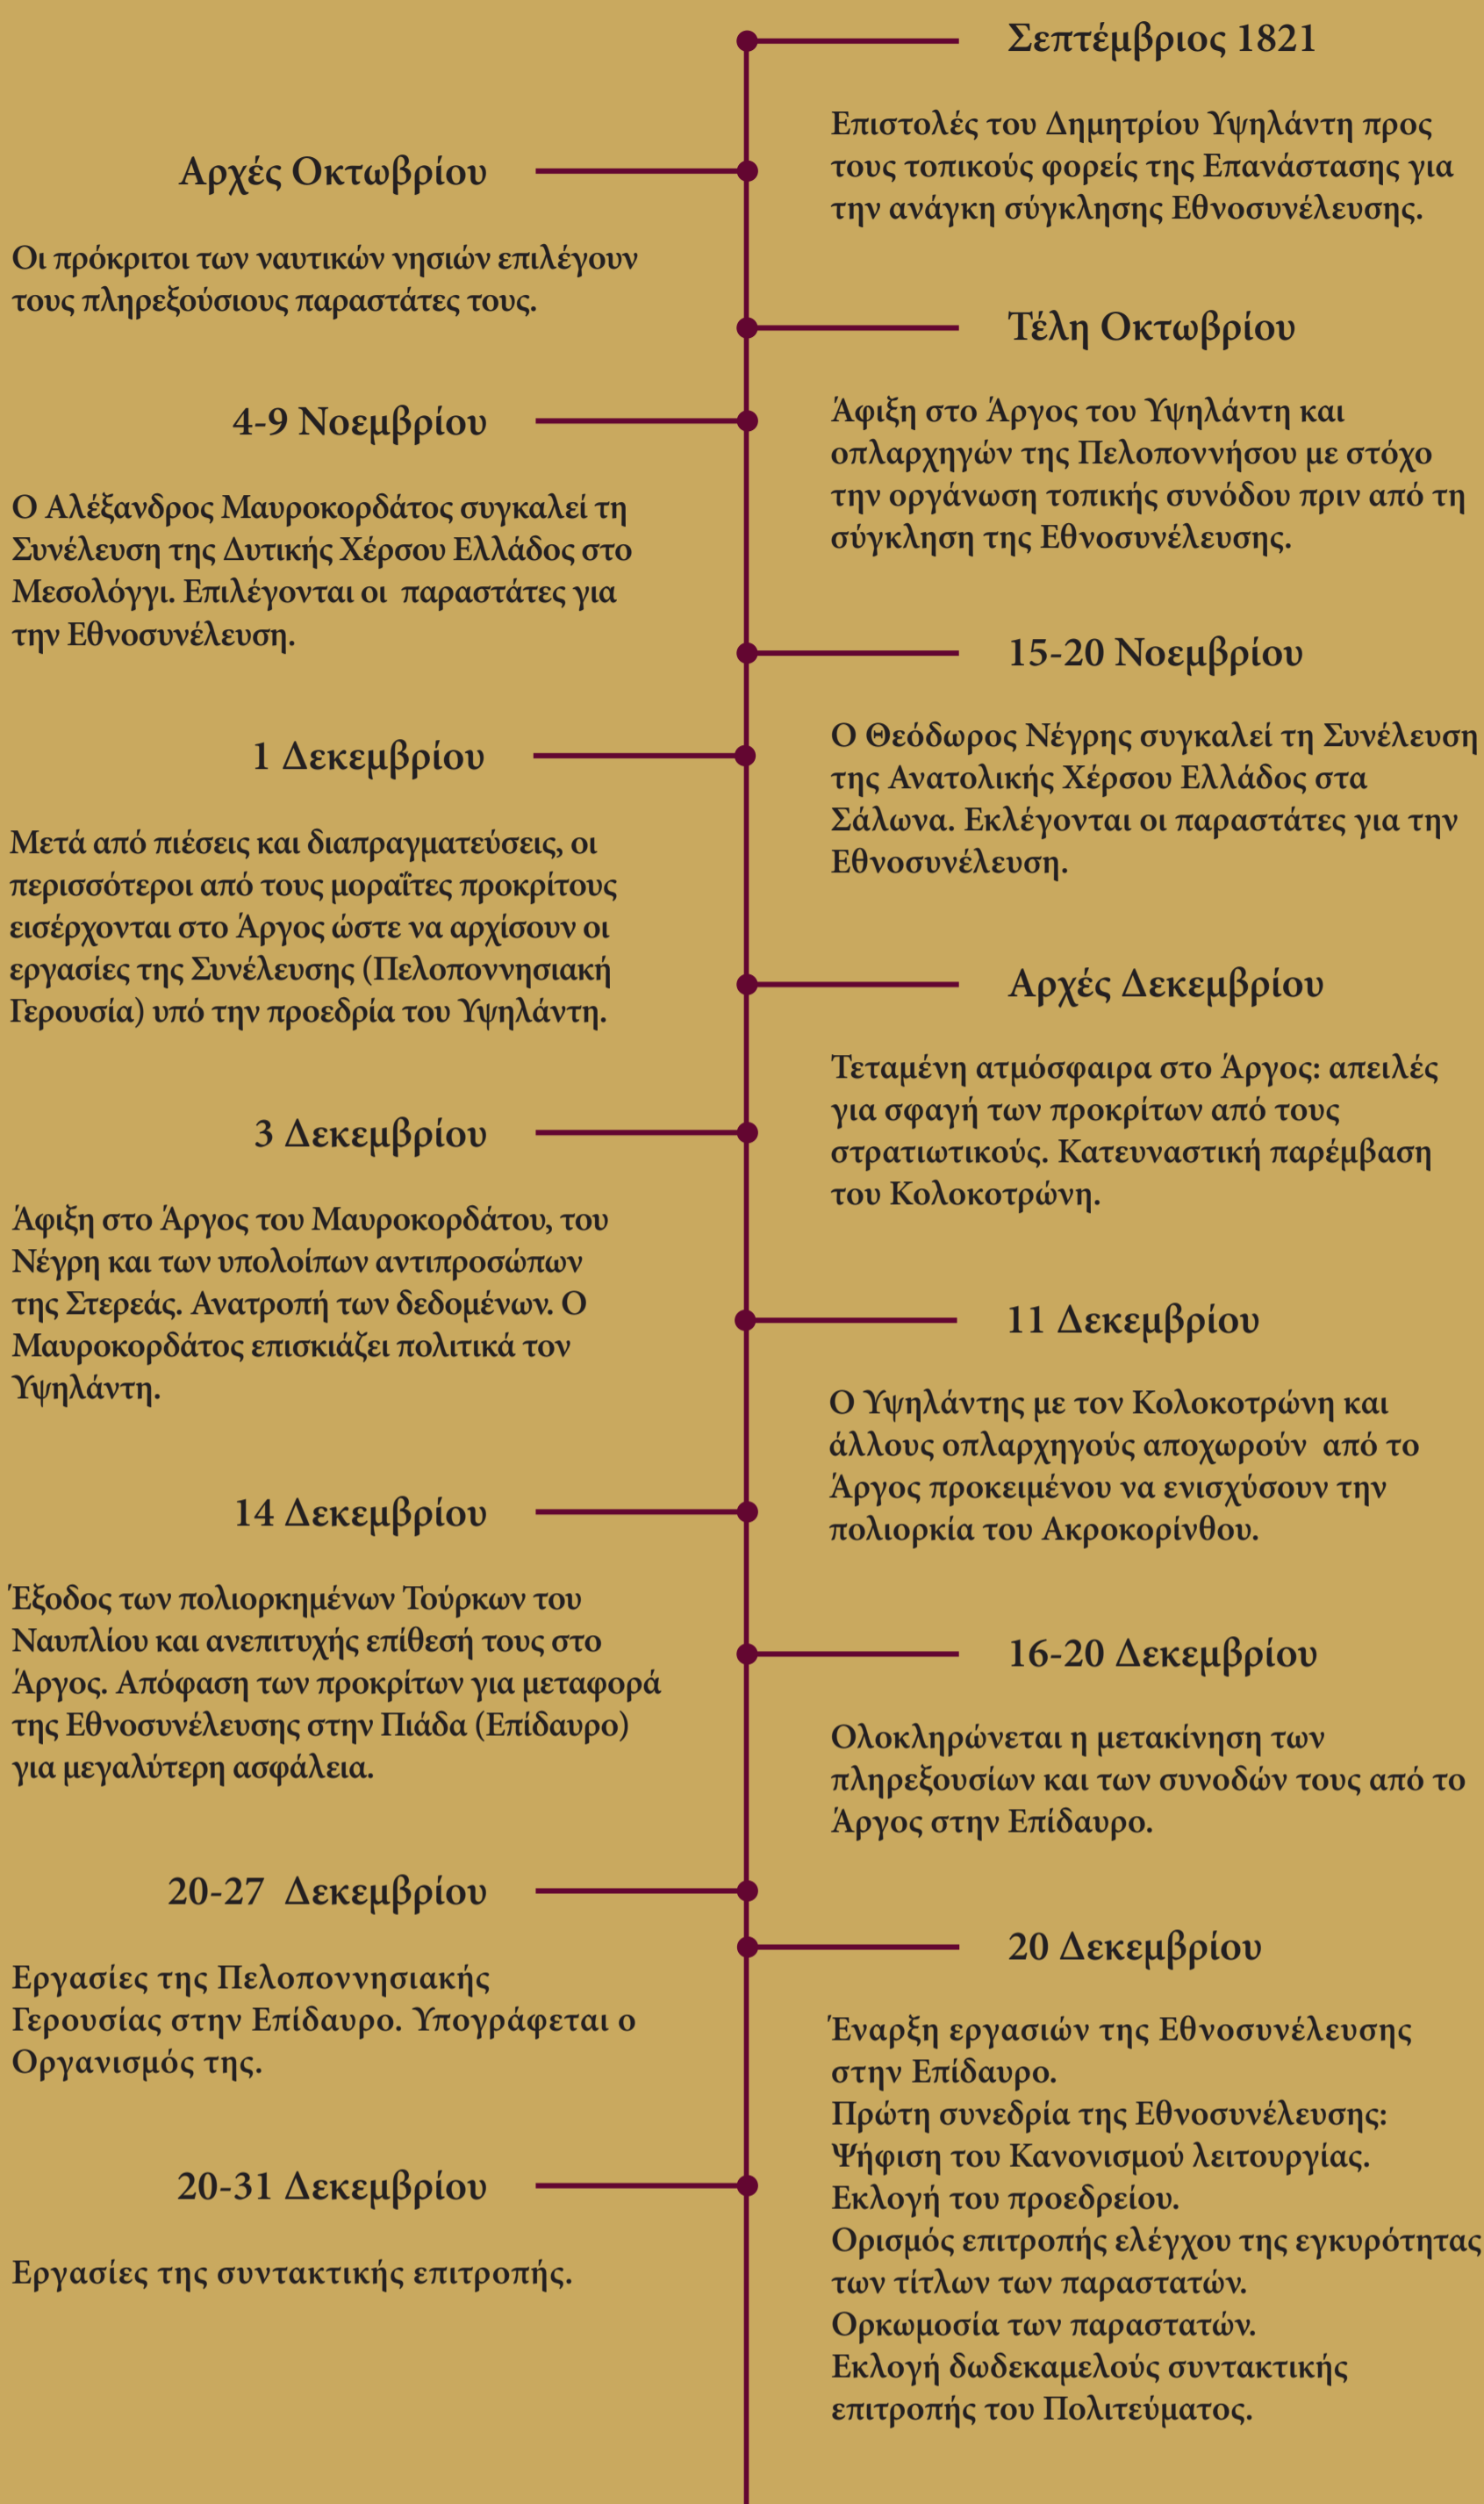 Σεπτέμβριος 1821
Επιστολές του Δημητρίου Υψηλάντη προς
τους τοπικούς φορείς της Επανάστασης για
την ανάγκη σύγκλησης Εθνοσυνέλευσης.
Αρχές Οκτωβρίου
Οι πρόκριτοι των ναυτικών νησιών επιλέγουν
τους πληρεξούσιους παραστάτες τους.
Τέλη Οκτωβρίου
Άφιξη στο Άργος του Υψηλάντη και
οπλαρχηγών της Πελοποννήσου με στόχο
την οργάνωση τοπικής συνόδου πριν από τη
σύγκληση της Εθνοσυνέλευσης.
4-9 Νοεμβρίου
Ο Αλέξανδρος Μαυροκορδάτος συγκαλεί τη
Συνέλευση της Δυτικής Χέρσου Ελλάδος στο
Μεσολόγγι. Επιλέγονται οι παραστάτες για
την Εθνοσυνέλευση.
15-20 Νοεμβρίου
Ο Θεόδωρος Νέγρης συγκαλεί τη Συνέλευση
της Ανατολικής Χέρσου Ελλάδος στα
Σάλωνα. Εκλέγονται οι παραστάτες για την
Εθνοσυνέλευση.
1 Δεκεμβρίου
Μετά από πιέσεις και διαπραγματεύσεις, οι
περισσότεροι από τους μοραΐτες προκρίτους
εισέρχονται στο Άργος ώστε να αρχίσουν οι
εργασίες της Συνέλευσης (Πελοποννησιακή
Γερουσία) υπό την προεδρία του Υψηλάντη.
Αρχές Δεκεμβρίου
Τεταμένη ατμόσφαιρα στο Άργος: απειλές
για σφαγή των προκρίτων από τους
στρατιωτικούς. Κατευναστική παρέμβαση
του Κολοκοτρώνη.
3 Δεκεμβρίου
Άφιξη στο Άργος του Μαυροκορδάτου, του
Νέγρη και των υπολοίπων αντιπροσώπων
της Στερεάς. Ανατροπή των δεδομένων. Ο
Μαυροκορδάτος επισκιάζει πολιτικά τον
Υψηλάντη.
11 Δεκεμβρίου
Ο Υψηλάντης με τον Κολοκοτρώνη και
άλλους οπλαρχηγούς αποχωρούν από το
Άργος προκειμένου να ενισχύσουν την
πολιορκία του Ακροκορίνθου.
14 Δεκεμβρίου
Έξοδος των πολιορκημένων Τούρκων του
Ναυπλίου και ανεπιτυχής επίθεσή τους στο
Άργος. Απόφαση των προκρίτων για μεταφορά
της Εθνοσυνέλευσης στην Πιάδα (Επίδαυρο)
για μεγαλύτερη ασφάλεια.
16-20 Δεκεμβρίου
Ολοκληρώνεται η μετακίνηση των
πληρεξουσίων και των συνοδών τους από το
Άργος στην Επίδαυρο.
20-27 Δεκεμβρίου
Εργασίες της Πελοποννησιακής
Γερουσίας στην Επίδαυρο. Υπογράφεται ο
Οργανισμός της.
20 Δεκεμβρίου
Έναρξη εργασιών της Εθνοσυνέλευσης
στην Επίδαυρο.
Πρώτη συνεδρία της Εθνοσυνέλευσης:
Ψήφιση του Κανονισμού λειτουργίας.
Εκλογή του προεδρείου.
Ορισμός επιτροπής ελέγχου της εγκυρότητας
των τίτλων των παραστατών.
Ορκωμοσία των παραστατών.
Εκλογή δωδεκαμελούς συντακτικής
επιτροπής του Πολιτεύματος.
20-31 Δεκεμβρίου
Εργασίες της συντακτικής επιτροπής.